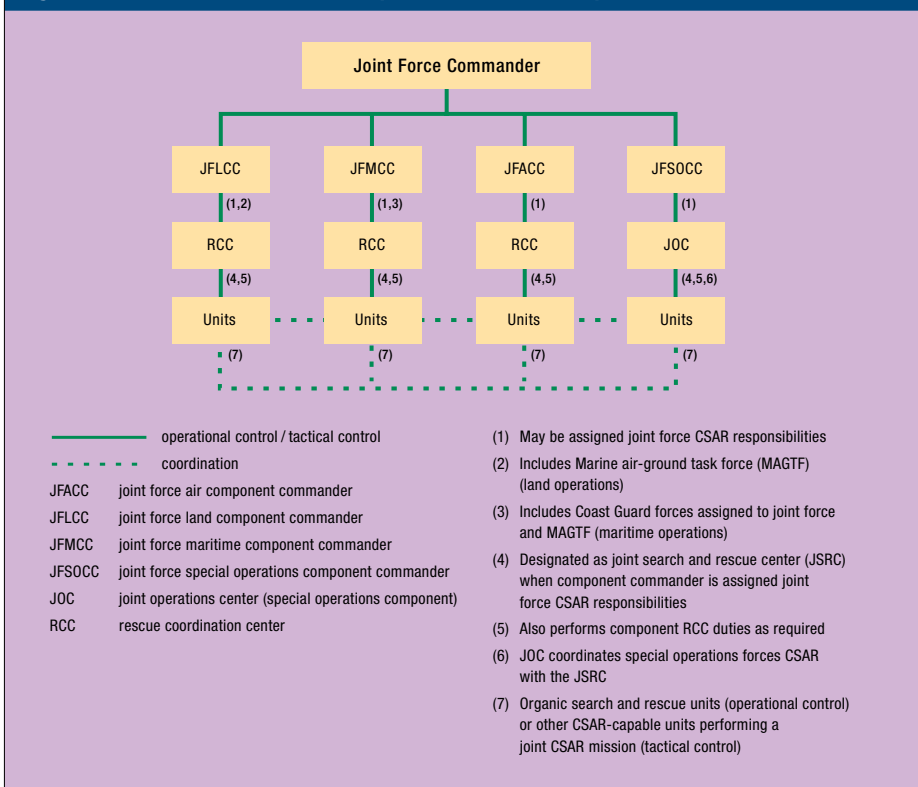 Joint Force Commander
JFLCC JFMCC JFACC JFSOCC
(1,2) (1,3) (1) (1)
RCC RCC RCC JOC
(4,5) (4,5) (4,5) (4,5,6)
Units Units Units Units
(7) (7) (7) (7)
operational control / tactical control
coordination
JFACC joint force air component commander
JFLCC joint force land component commander
JFMCC joint force maritime component commander
JFSOCC joint force special operations component commander
JOC joint operations center (special operations component)
RCC rescue coordination center
(1) May be assigned joint force CSAR responsibilities
(2) Includes Marine air-ground task force (MAGTF)
(land operations)
(3) Includes Coast Guard forces assigned to joint force
and MAGTF (maritime operations)
(4) Designated as joint search and rescue center (JSRC)
when component commander is assigned joint
force CSAR responsibilities
(5) Also performs component RCC duties as required
(6) JOC coordinates special operations forces CSAR
with the JSRC
(7) Organic search and rescue units (operational control)
or other CSAR-capable units performing a
joint CSAR mission (tactical control)